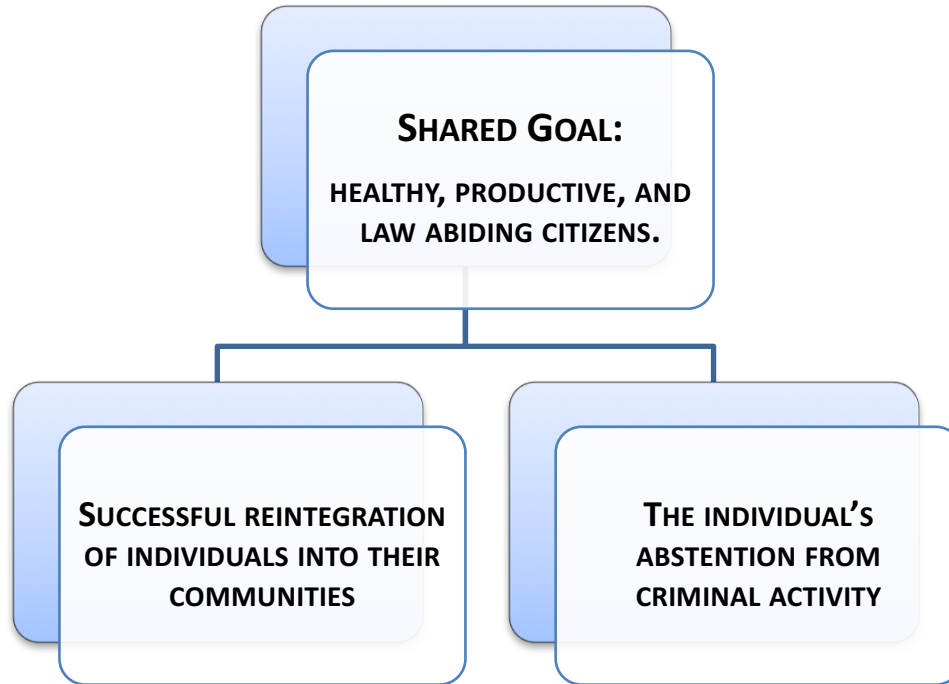 SHARED GOAL:
HEALTHY, PRODUCTIVE, AND
LAW ABIDING CITIZENS.
SUCCESSFUL REINTEGRATION
OF INDIVIDUALS INTO THEIR
COMMUNITIES
THE INDIVIDUAL’S
ABSTENTION FROM
CRIMINAL ACTIVITY